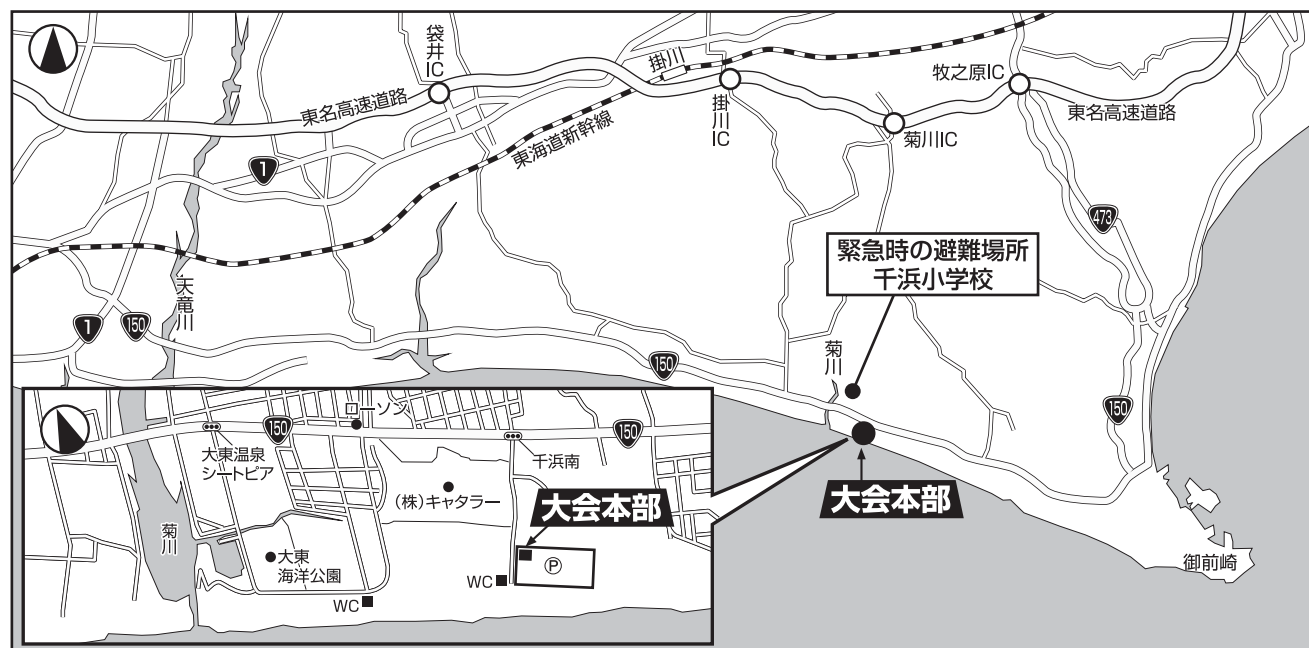 袋井IC
掛川
牧之原IC
東名高速道路
掛川IC
菊川IC
東名高速道路
東海道新幹線
1
473
緊急時の避難場所
千浜小学校
天竜川
1
150
150
菊川
150
大会本部
御前崎
ローソン
150
150
大東温泉
シートピア
千浜南
(株)キャタラー
大会本部
菊川
大東
海洋公園
P
WC
WC